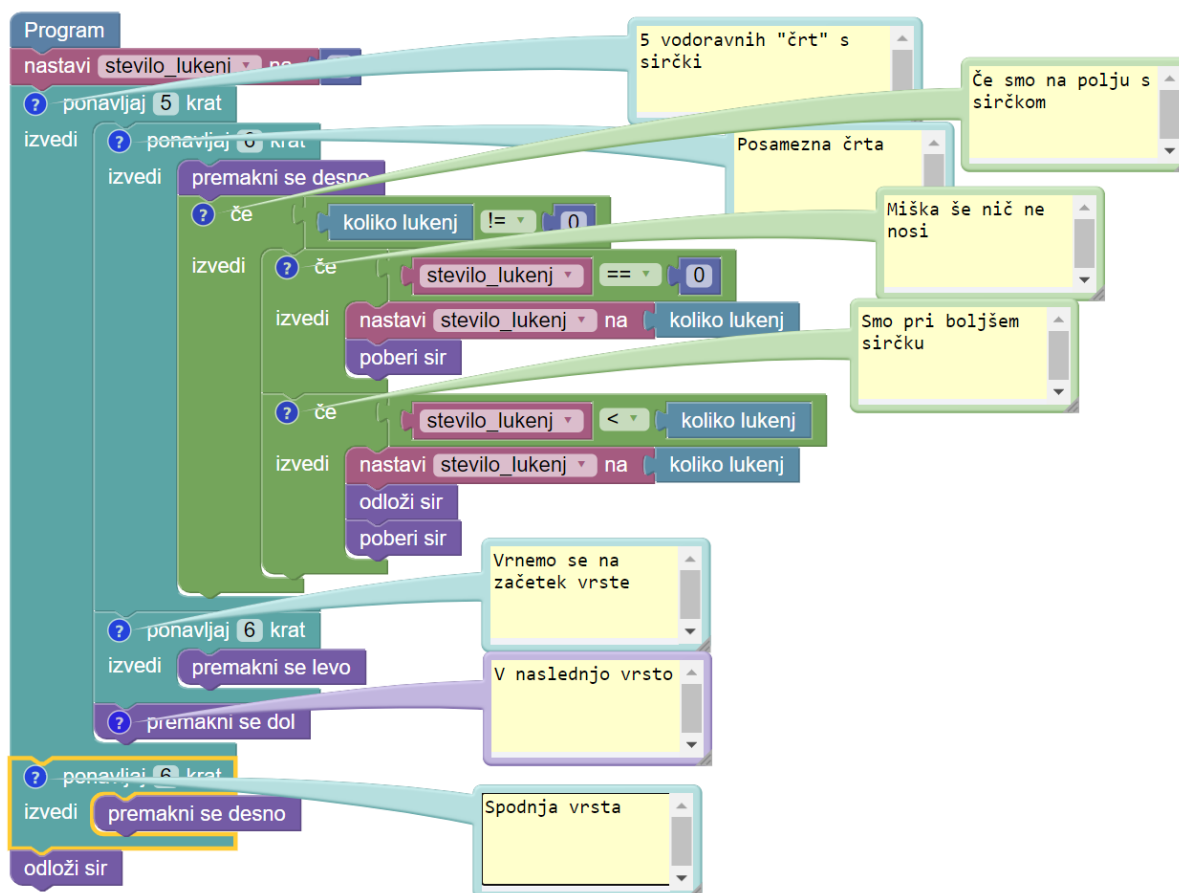 Program
nastavi stevilo_lukenj
ponavljaj 5 krat
izvedi
ponavljaj krat
izvedi
premakni se desno
če
koliko lukenj != 0
izvedi
če
stevilo_lukenj == 0
izvedi
nastavi stevilo_lukenj na koliko lukenj
poberi sir
če
stevilo_lukenj < koliko lukenj
izvedi
nastavi stevilo_lukenj na koliko lukenj
odloži sir
poberi sir
ponavljaj 6 krat
izvedi
premakni se levo
premakni se dol
ponavljaj 6 krat
izvedi
premakni se desno
odloži sir
5 vodoravnih "črt" s
sirčki
Če smo na polju s
sirčkom
Posamezna črta
Miška še nič ne
nosi
Smo pri boljšem
sirčku
Vrnemo se na
začetek vrste
V naslednjo vrsto
Spodnja vrsta